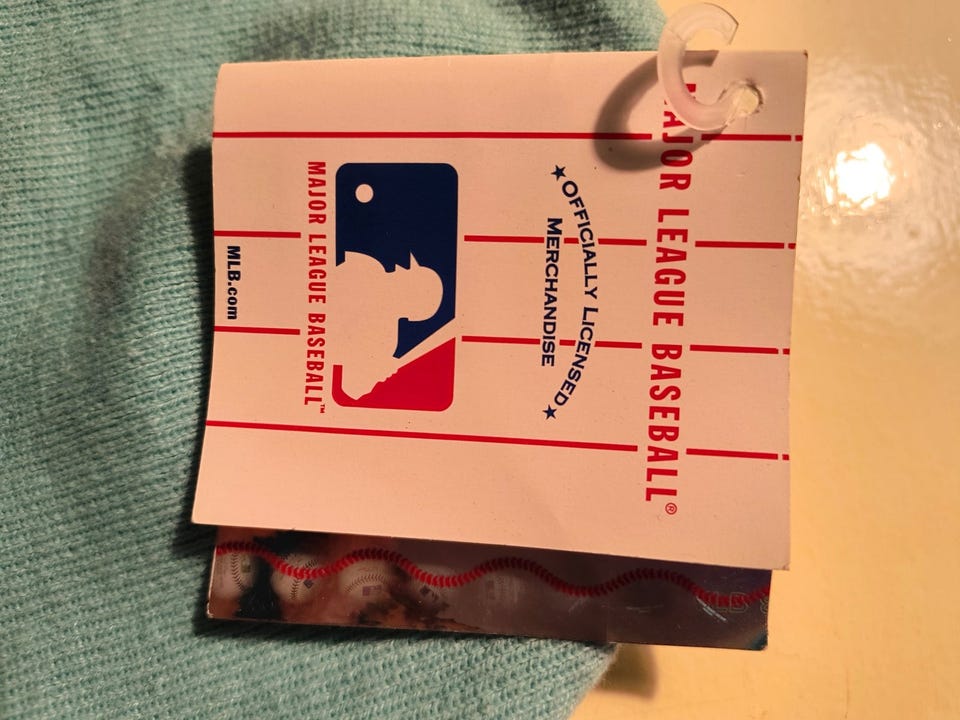 MAJOR LEAGUE BASEBALL®
★OFFICIALLY LICENSED★
MERCHANDISE
MAJOR LEAGUE BASEBALL™
MLB.com